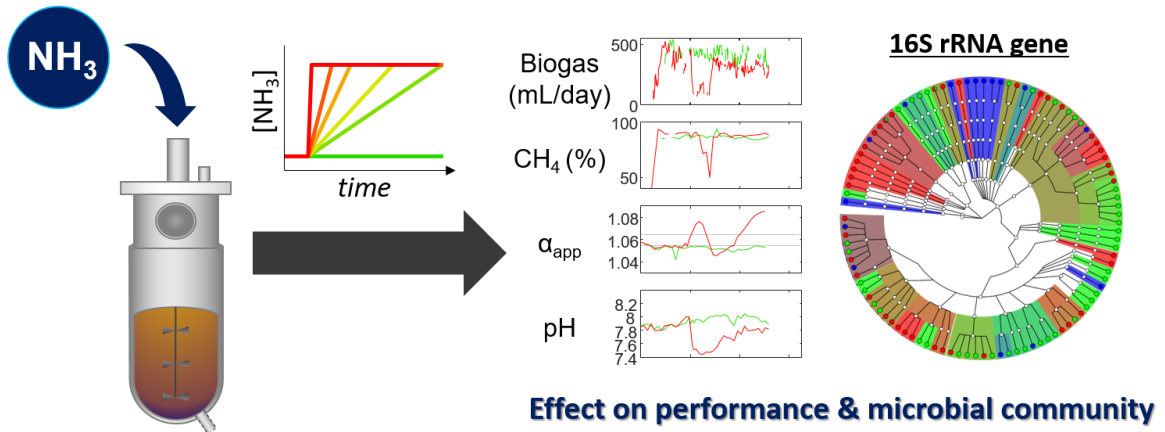 NH₃
[NH₃]
time
Biogas
(mL/day)
500
0
CH₄ (%)
100
50
αapp
1.08
1.06
1.04
pH
8.2
8
7.8
7.6
7.4
16S rRNA gene
Effect on performance & microbial community